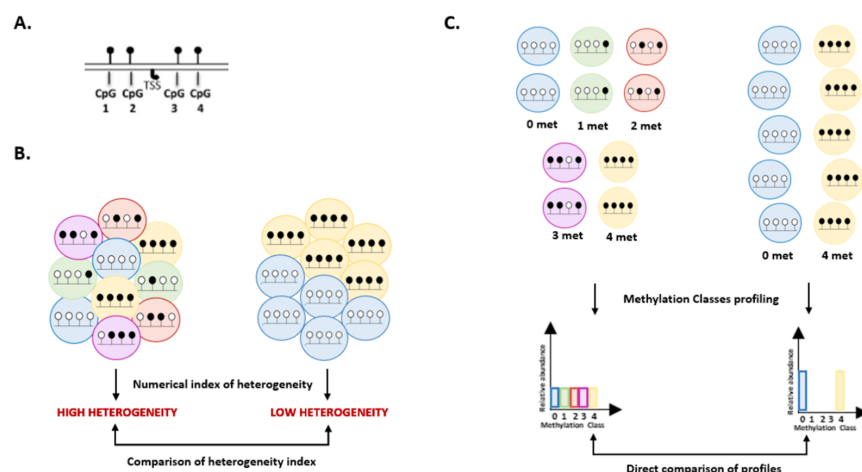 A.
TSS
CpG CpG CpG CpG
1 2 3 4
B.
Numerical index of heterogeneity
HIGH HETEROGENEITY LOW HETEROGENEITY
Comparison of heterogeneity index
C.
0 met 1 met 2 met
3 met 4 met
0 met 4 met
Methylation Classes profiling
Relative abundance
0 1 2 3 4
Methylation Class
Relative abundance
0 1 2 3 4
Methylation Class
Direct comparison of profiles